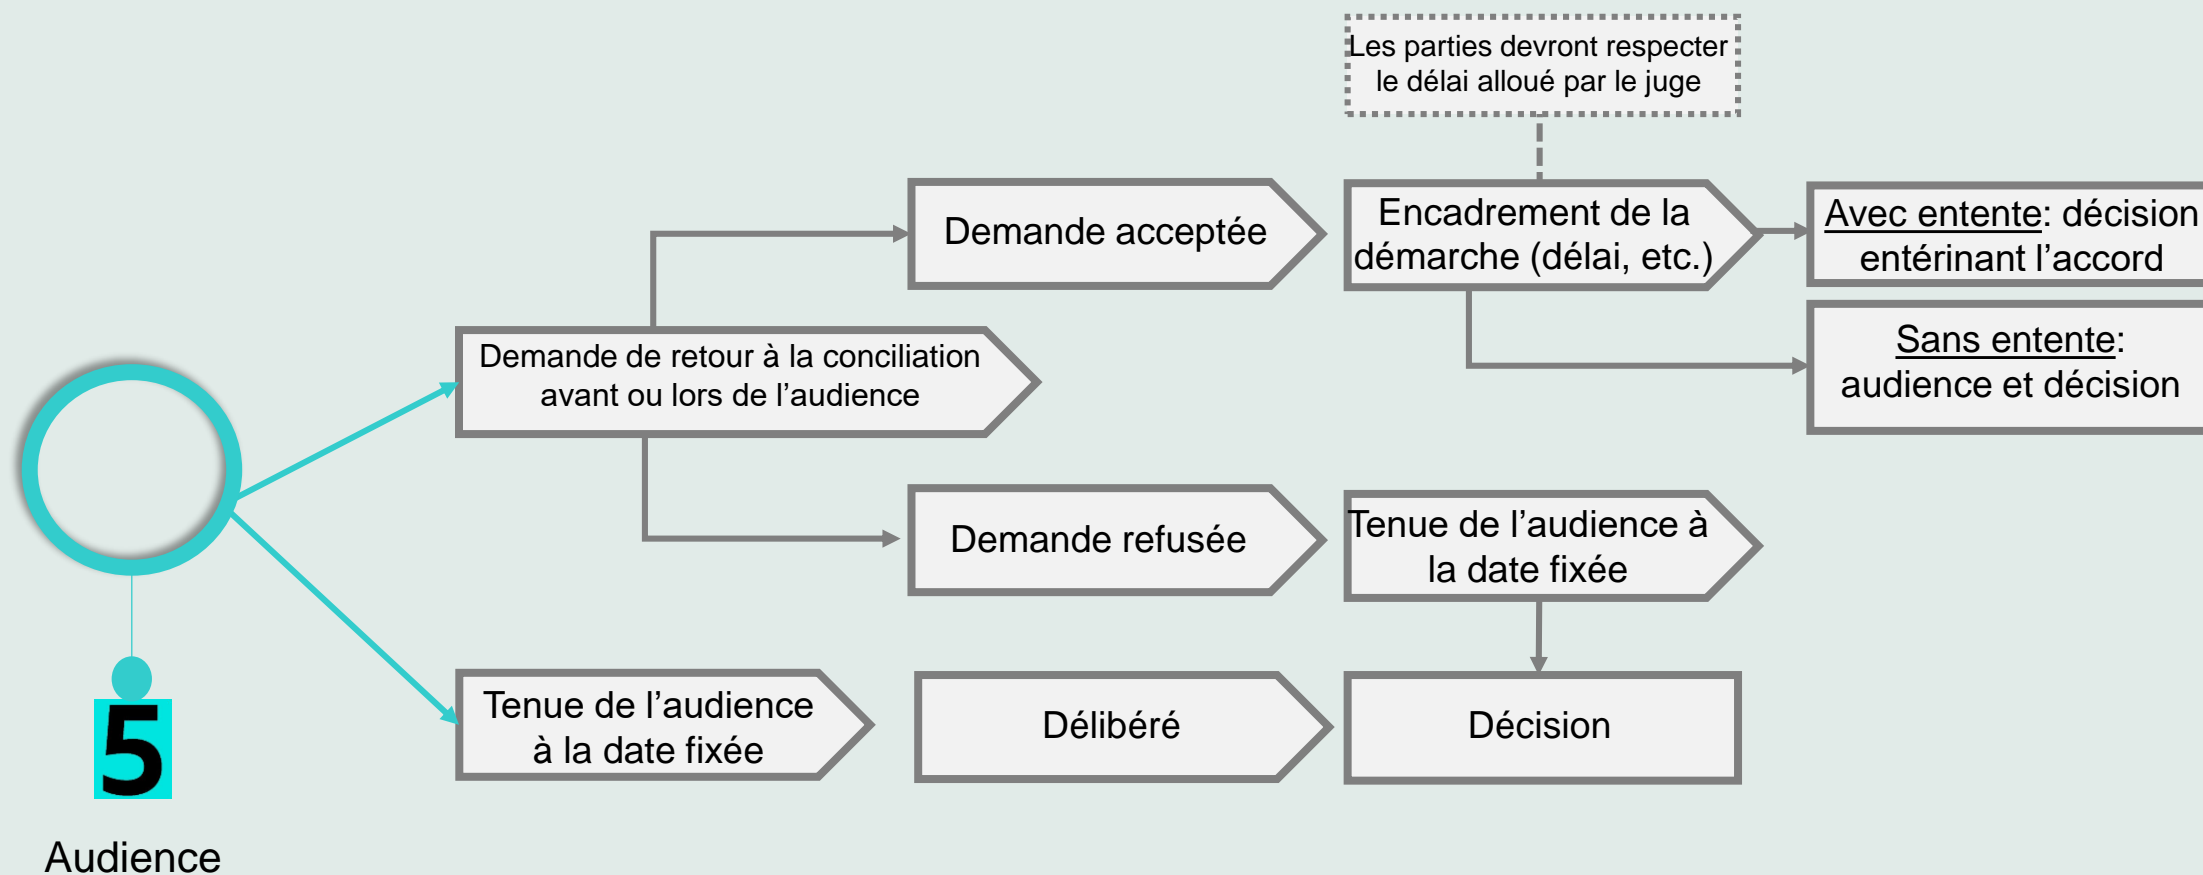 Les parties devront respecter
le délai alloué par le juge
Demande acceptée
Encadrement de la
démarche (délai, etc.)
Avec entente: décision
entérinant l’accord
Demande de retour à la conciliation
avant ou lors de l’audience
Sans entente:
audience et décision
Demande refusée
Tenue de l’audience à
la date fixée
Tenue de l’audience
à la date fixée
Délibéré
Décision
5
Audience